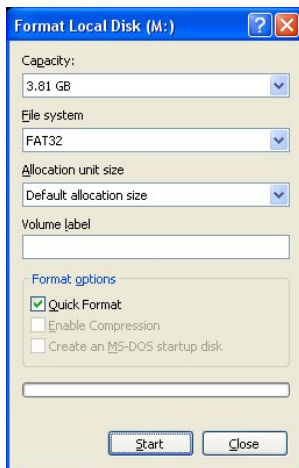 Format Local Disk (M:)
Capacity:
3.81 GB
File system
FAT32
Allocation unit size
Default allocation size
Volume label
Format options
Quick Format
Enable Compression
Create an MS-DOS startup disk
Start
Close